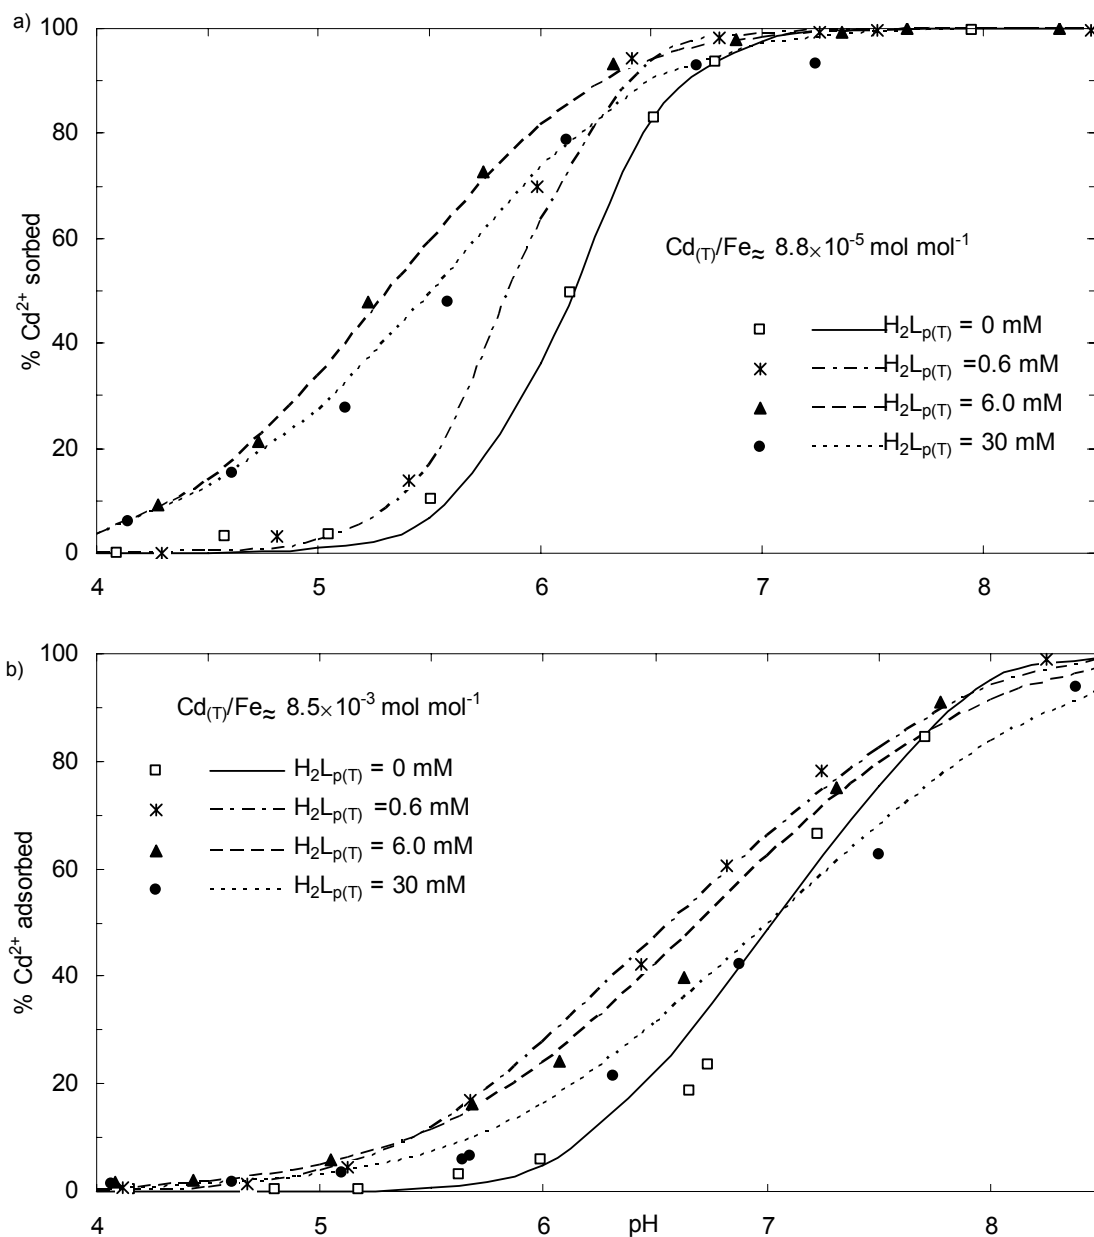 a)
100
80
60
40
20
0
% Cd²⁺ sorbed
Cd(T)/Fe≈ 8.8×10⁻⁵ mol mol⁻¹
H₂Lp(T) = 0 mM
H₂Lp(T) =0.6 mM
H₂Lp(T) = 6.0 mM
H₂Lp(T) = 30 mM
4 5 6 7 8
b)
100
80
60
40
20
0
% Cd²⁺ adsorbed
Cd(T)/Fe≈ 8.5×10⁻³ mol mol⁻¹
H₂Lp(T) = 0 mM
H₂Lp(T) =0.6 mM
H₂Lp(T) = 6.0 mM
H₂Lp(T) = 30 mM
4 5 6 pH 7 8